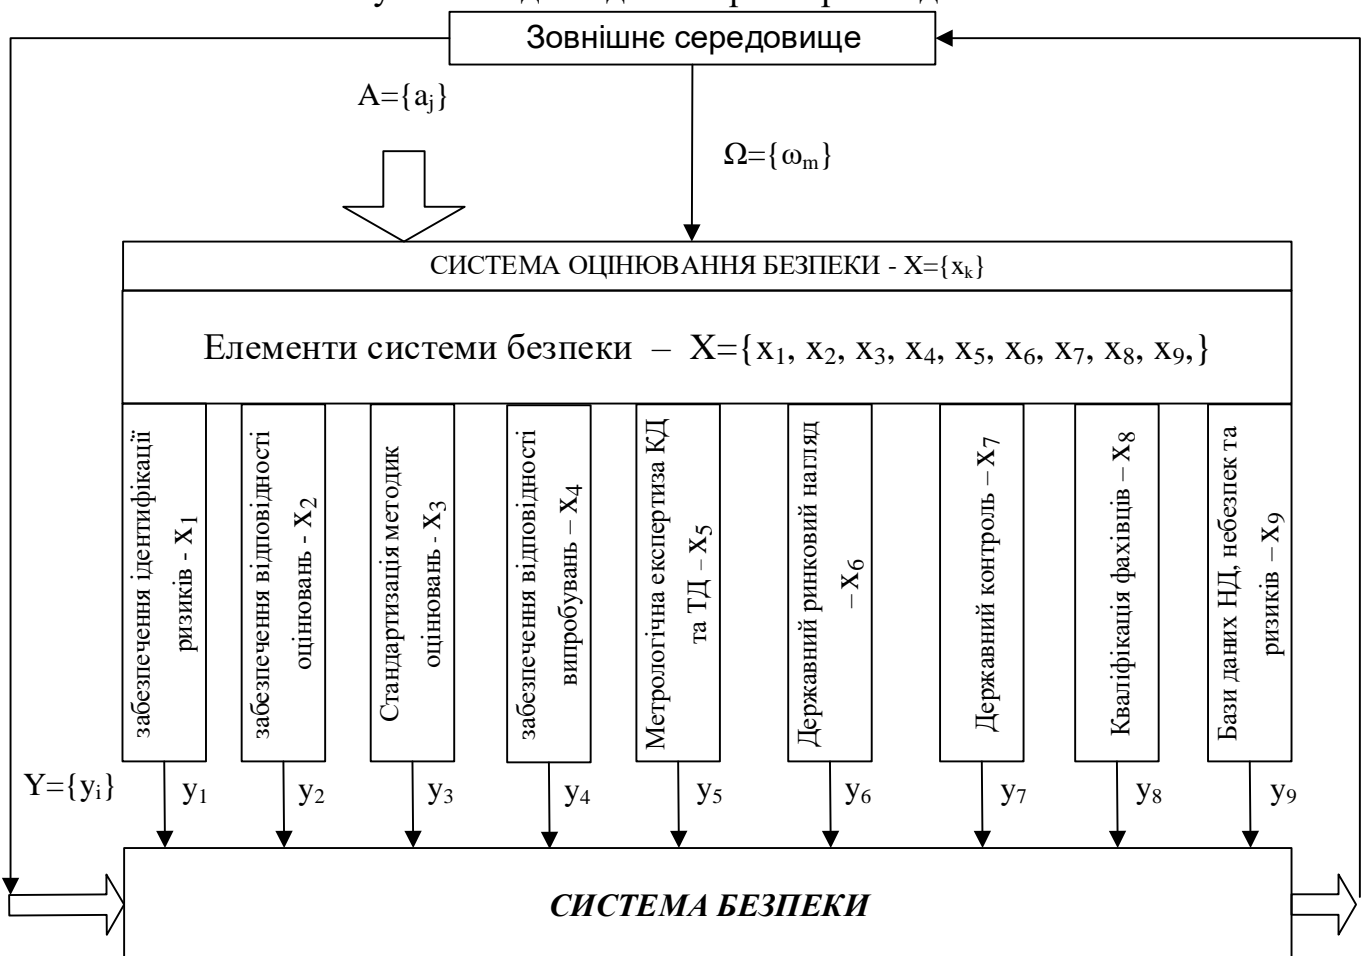 Зовнішнє середовище
A={aj}
Ω={ωm}
СИСТЕМА ОЦІНЮВАННЯ БЕЗПЕКИ - X={xk}
Елементи системи безпеки – X={x1, x2, x3, x4, x5, x6, x7, x8, x9,}
забезпечення ідентифікації
ризиків - X1
забезпечення відповідності
оцінювань - X2
Стандартизація методик
оцінювань - X3
забезпечення відповідності
випробувань – X4
Метрологічна експертиза КД
та ТД – X5
Державний ринковий нагляд
– X6
Державний контроль – X7
Кваліфікація фахівців – X8
Бази даних НД, небезпек та
ризиків – X9
Y={yi}
y1
y2
y3
y4
y5
y6
y7
y8
y9
СИСТЕМА БЕЗПЕКИ